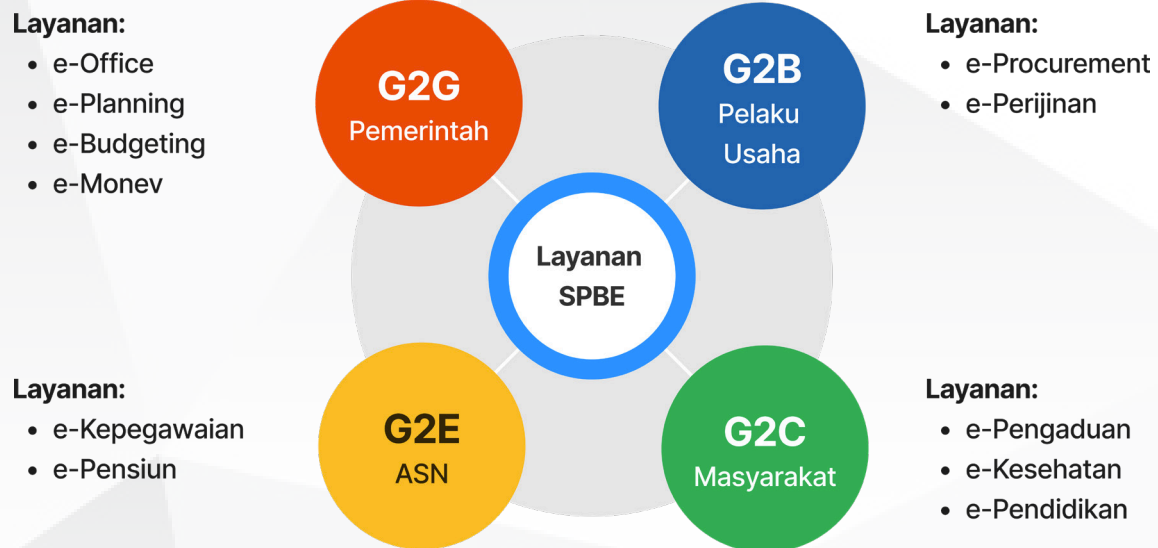 Layanan:
• e-Office
• e-Planning
• e-Budgeting
• e-Monev
G2G
Pemerintah
G2B
Pelaku
Usaha
Layanan:
• e-Procurement
• e-Perijinan
Layanan
SPBE
Layanan:
• e-Kepegawaian
• e-Pensiun
G2E
ASN
G2C
Masyarakat
Layanan:
• e-Pengaduan
• e-Kesehatan
• e-Pendidikan